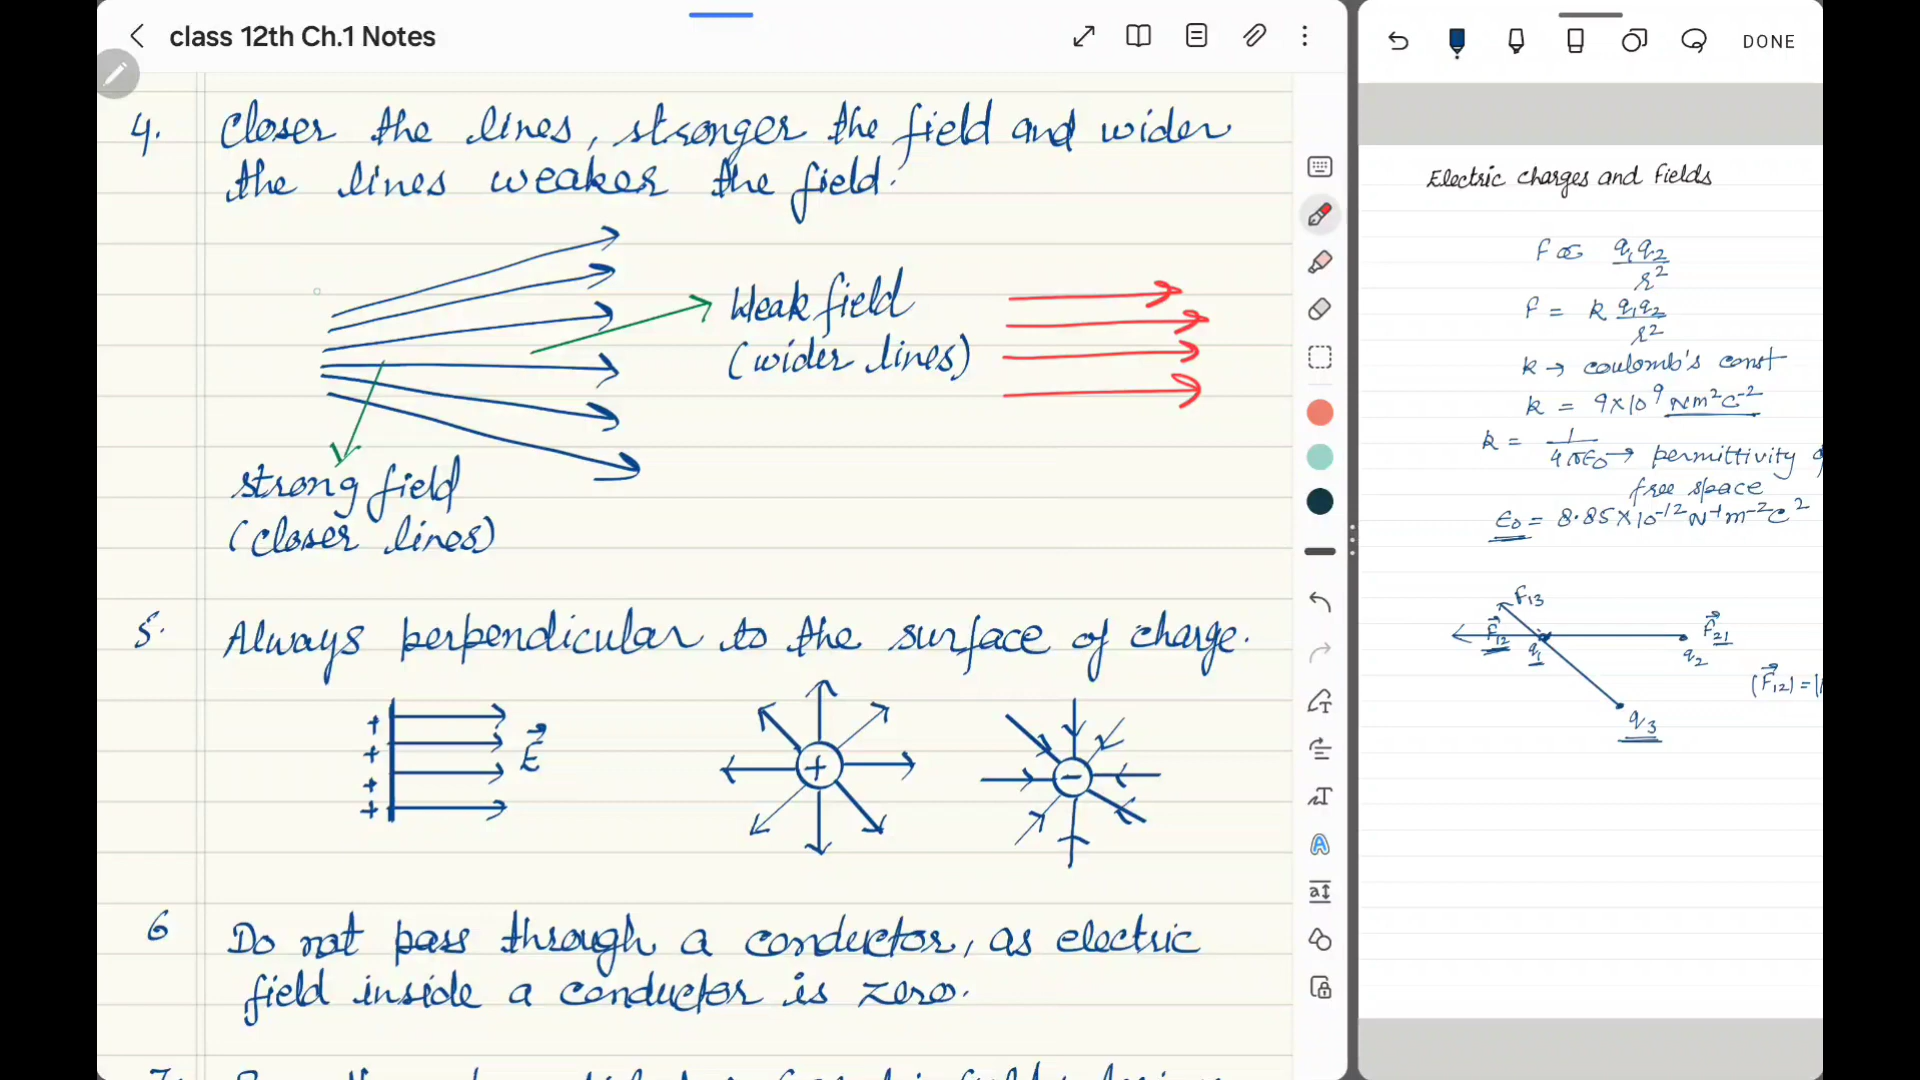 class 12th Ch.1 Notes
4. Closer the lines, stronger the field and wider
the lines weaker the field.
Weak field
(wider lines)
strong field
(closer lines)
5. Always perpendicular to the surface of charge.
+
+
+
+
E⃗
+
−
6 Do not pass through a conductor, as electric
field inside a conductor is zero.
7.
DONE
Electric charges and fields
F ∝ q₁q₂/r²
F = k q₁q₂/r²
k → coulomb's const
k = 9×10⁹ Nm²C⁻²
k = 1/4πε₀ → permittivity
free space
ε₀ = 8.85×10⁻¹² N⁻¹m⁻²C²
F₁₃
F⃗₁₂
q₁
F⃗₂₁
q₂
(F⃗₁₂) =
q₃